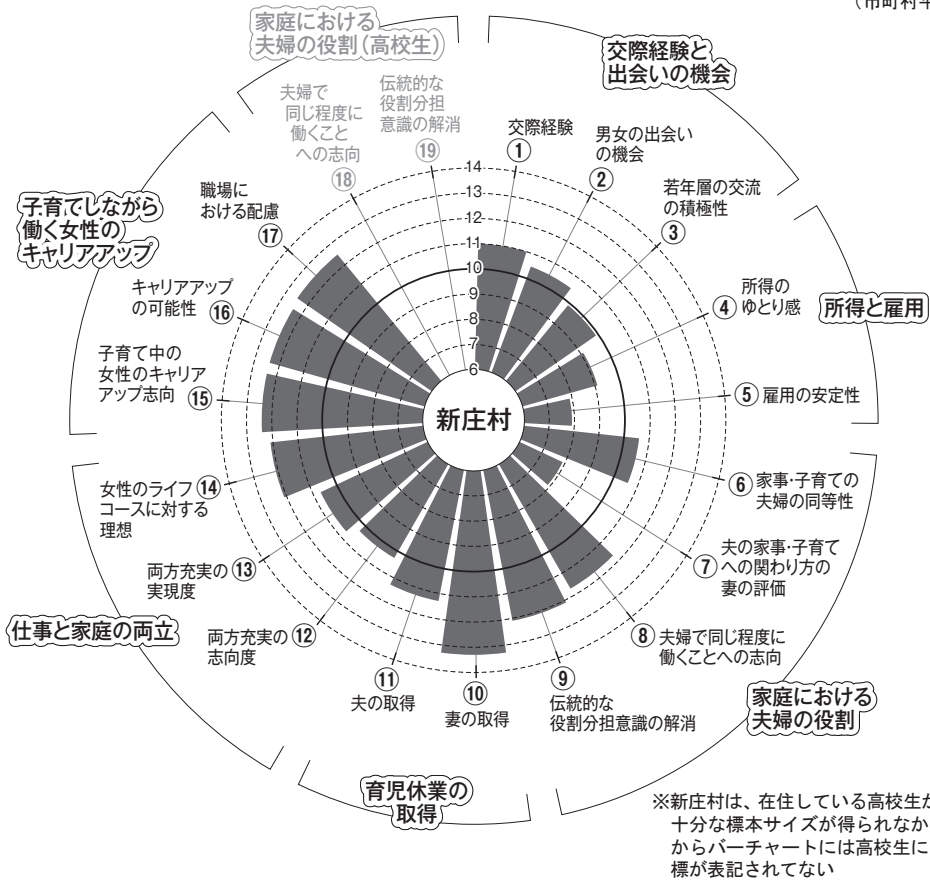 (市町村平
家庭における
夫婦の役割(高校生)
交際経験と
出会いの機会
所得と雇用
家庭における
夫婦の役割
育児休業の
取得
仕事と家庭の両立
子育てしながら
働く女性の
キャリアアップ
交際経験
①
男女の出会い
の機会
②
若年層の交流
の積極性
③
④ 所得の
ゆとり感
⑤ 雇用の安定性
⑥ 家事・子育ての
夫婦の同等性
⑦ 夫の家事・子育て
への関わり方の
妻の評価
⑧ 夫婦で同じ程度に
働くことへの志向
⑨
伝統的な
役割分担意識の解消
⑩
妻の取得
⑪
夫の取得
両方充実の ⑫
志向度
両方充実の ⑬
実現度
女性のライフ ⑭
コースに対する
理想
子育て中の
女性のキャリア
アップ志向 ⑮
キャリアアップ
の可能性 ⑯
職場に
おける配慮
⑰
夫婦で
同じ程度に
働くこと
への志向
⑱
伝統的な
役割分担
意識の解消
⑲
14
13
12
11
10
9
8
7
6
新庄村
※新庄村は、在住している高校生が
十分な標本サイズが得られなか
からバーチャートには高校生に
標が表記されてない